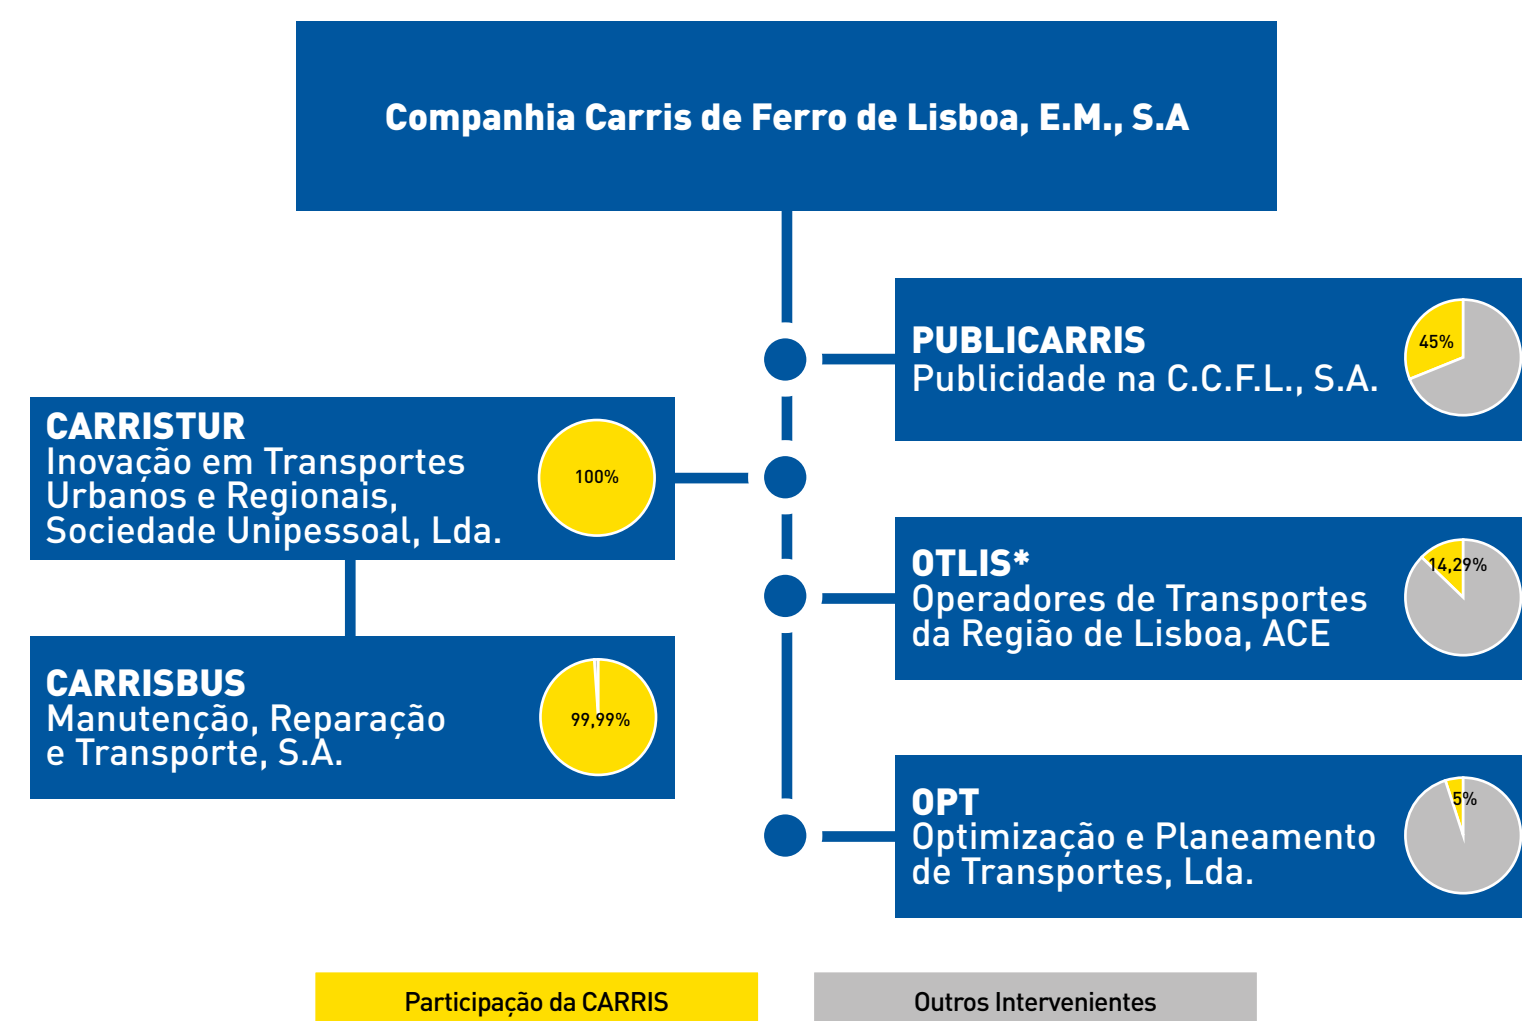 Companhia Carris de Ferro de Lisboa, E.M., S.A
PUBLICARRIS
Publicidade na C.C.F.L., S.A.
45%
CARRISTUR
Inovação em Transportes
Urbanos e Regionais,
Sociedade Unipessoal, Lda.
100%
OTLIS*
Operadores de Transportes
da Região de Lisboa, ACE
14,29%
CARRISBUS
Manutenção, Reparação
e Transporte, S.A.
99,99%
OPT
Optimização e Planeamento
de Transportes, Lda.
5%
Participação da CARRIS
Outros Intervenientes